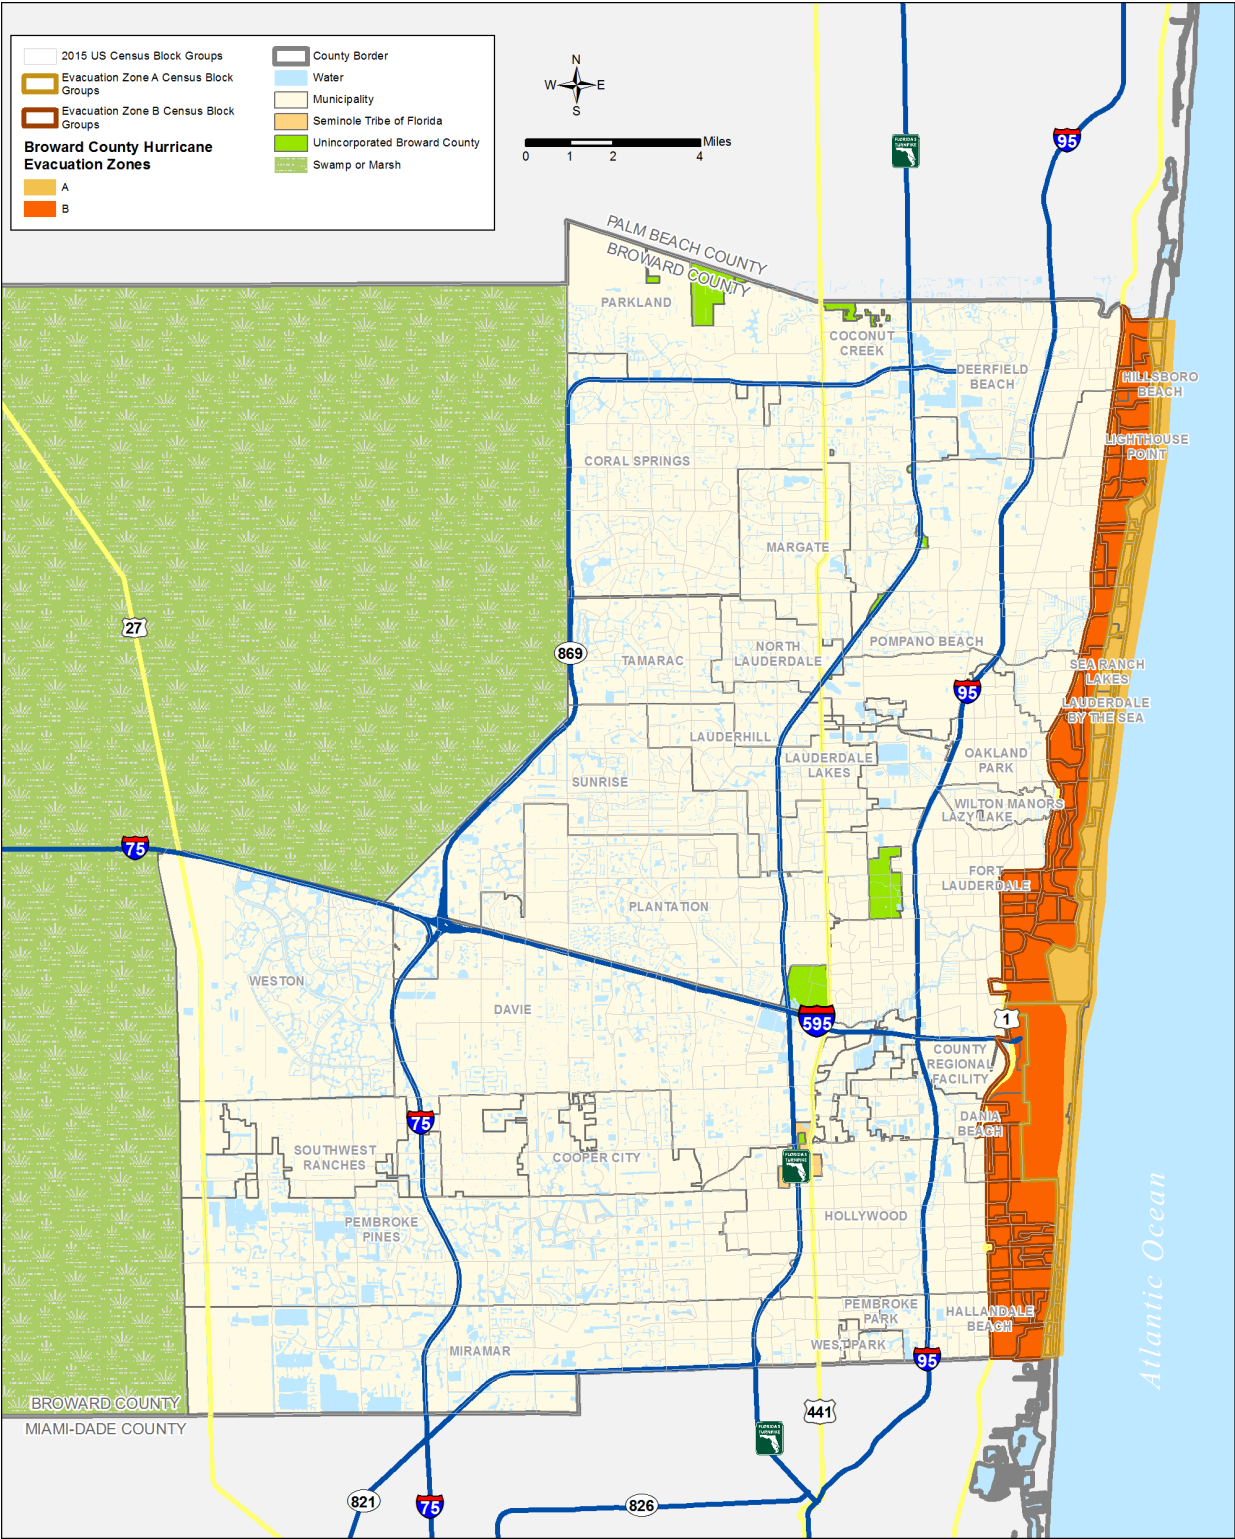 2015 US Census Block Groups
Evacuation Zone A Census Block
Groups
Evacuation Zone B Census Block
Groups
Broward County Hurricane
Evacuation Zones
A
B
County Border
Water
Municipality
Seminole Tribe of Florida
Unincorporated Broward County
Swamp or Marsh
N
W E
S
Miles
0 1 2 4
FLORIDA'S
TURNPIKE
95
PALM BEACH COUNTY
BROWARD COUNTY
PARKLAND
COCONUT
CREEK
DEERFIELD
BEACH
HILLSBORO
BEACH
LIGHTHOUSE
POINT
CORAL SPRINGS
MARGATE
27
869
TAMARAC
NORTH
LAUDERDALE
POMPANO BEACH
SEA RANCH
LAKES
95
LAUDERDALE
BY THE SEA
LAUDERHILL
LAUDERDALE
LAKES
OAKLAND
PARK
SUNRISE
WILTON MANORS
LAZY LAKE
75
FORT
LAUDERDALE
PLANTATION
WESTON
DAVIE
595
1
COUNTY
REGIONAL
FACILITY
75
DANIA
BEACH
SOUTHWEST
RANCHES
COOPER CITY
FLORIDA'S
TURNPIKE
PEMBROKE
PINES
HOLLYWOOD
Atlantic Ocean
PEMBROKE
PARK
HALLANDALE
BEACH
WEST PARK
MIRAMAR
95
BROWARD COUNTY
MIAMI-DADE COUNTY
441
FLORIDA'S
TURNPIKE
821
75
826